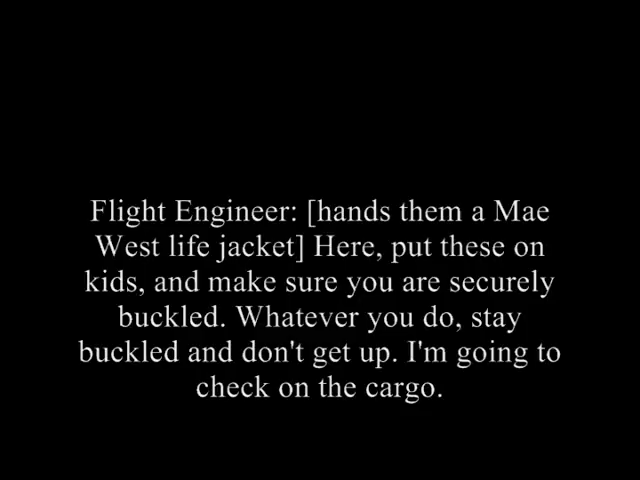 Flight Engineer: [hands them a Mae
West life jacket] Here, put these on
kids, and make sure you are securely
buckled. Whatever you do, stay
buckled and don't get up. I'm going to
check on the cargo.